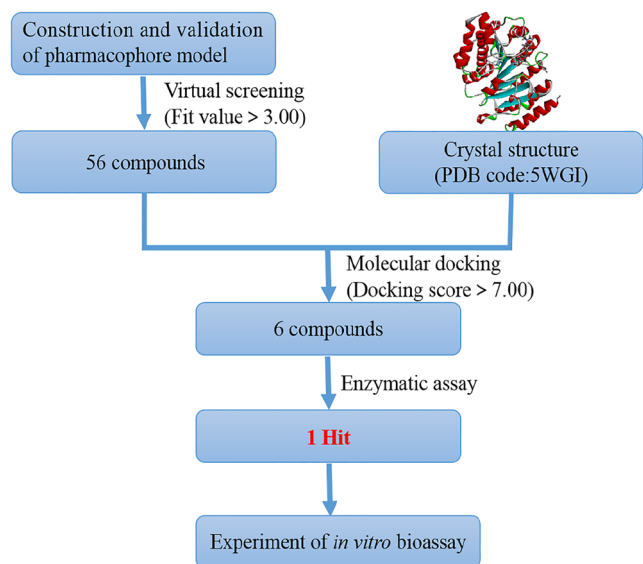 Construction and validation
of pharmacophore model
Virtual screening
(Fit value > 3.00)
56 compounds
Crystal structure
(PDB code:5WGI)
Molecular docking
(Docking score > 7.00)
6 compounds
Enzymatic assay
1 Hit
Experiment of in vitro bioassay